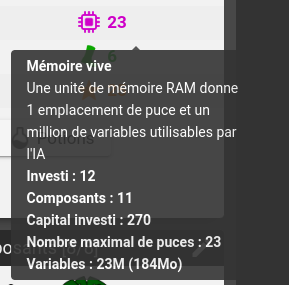 23
6
Mémoire vive
Une unité de mémoire RAM donne
1 emplacement de puce et un
million de variables utilisables par
l'IA
Investi : 12
Composants : 11
Capital investi : 270
Nombre maximal de puces : 23
Variables : 23M (184Mo)